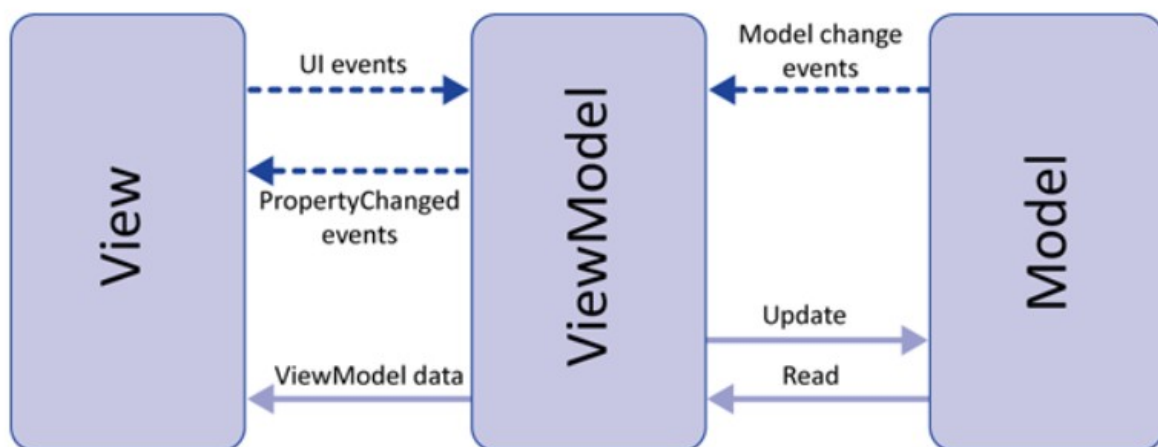 View
UI events
PropertyChanged
events
ViewModel data
ViewModel
Model change
events
Update
Read
Model